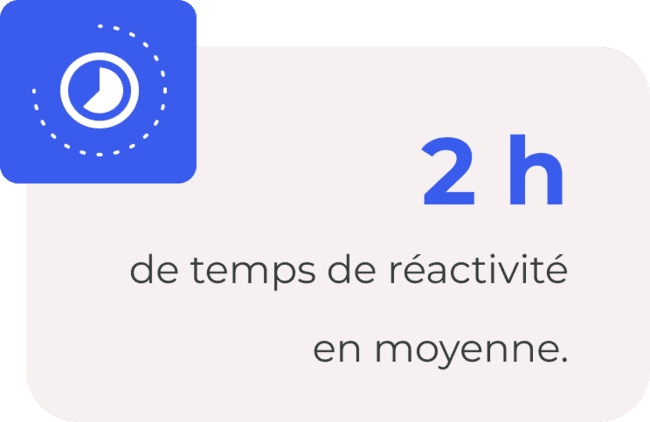 2 h
de temps de réactivité
en moyenne.